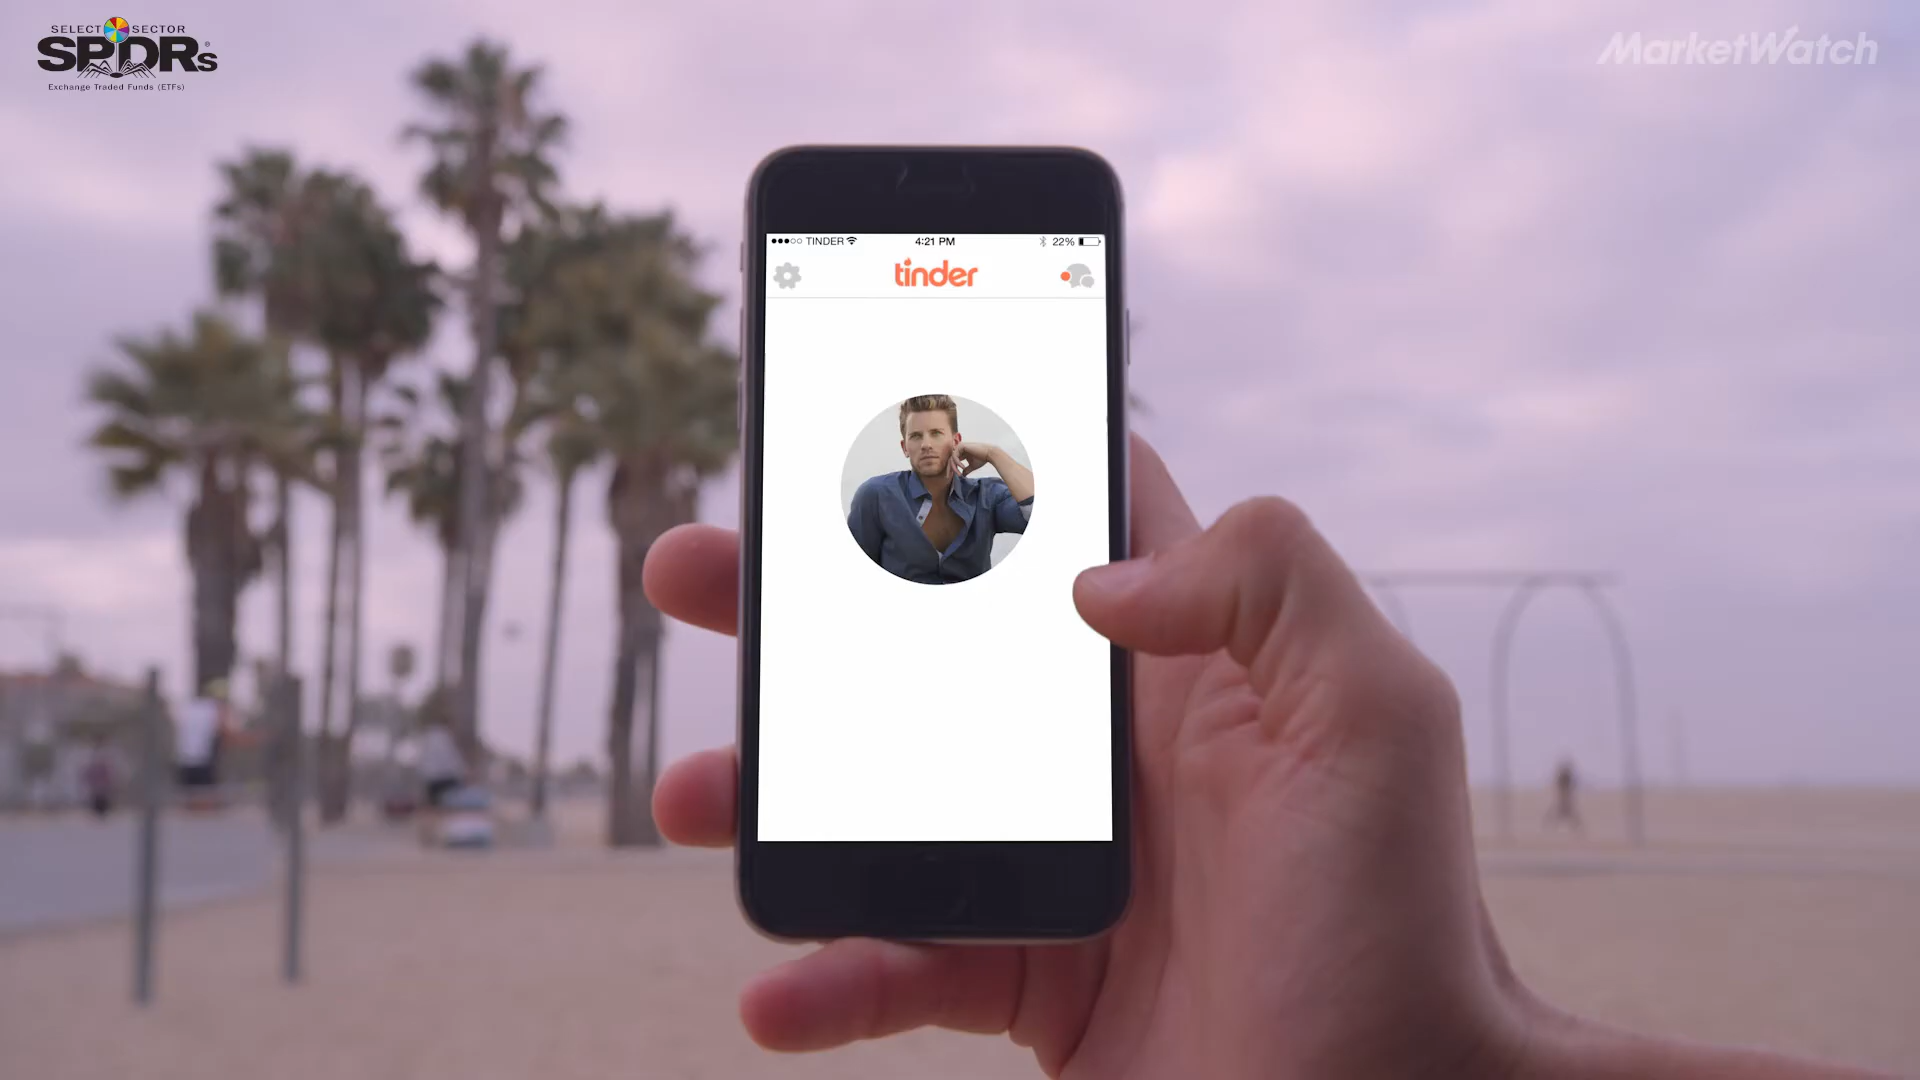 SELECT SECTOR
SPDRs®
Exchange Traded Funds (ETFs)
MarketWatch
TINDER 4:21 PM 22%
tinder